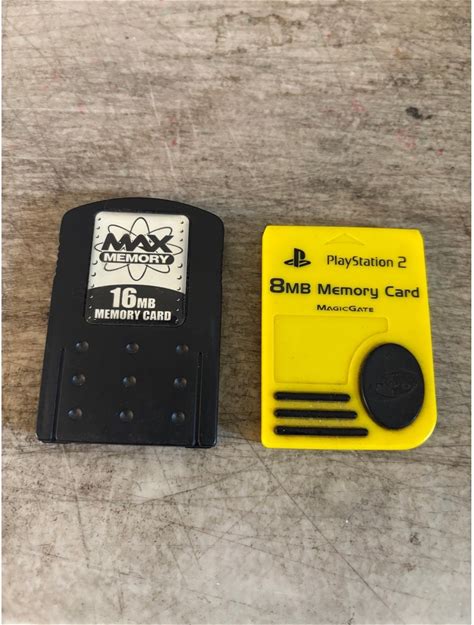 MAX
MEMORY
16MB
MEMORY CARD
PlayStation 2
8MB Memory Card
MAGICGATE